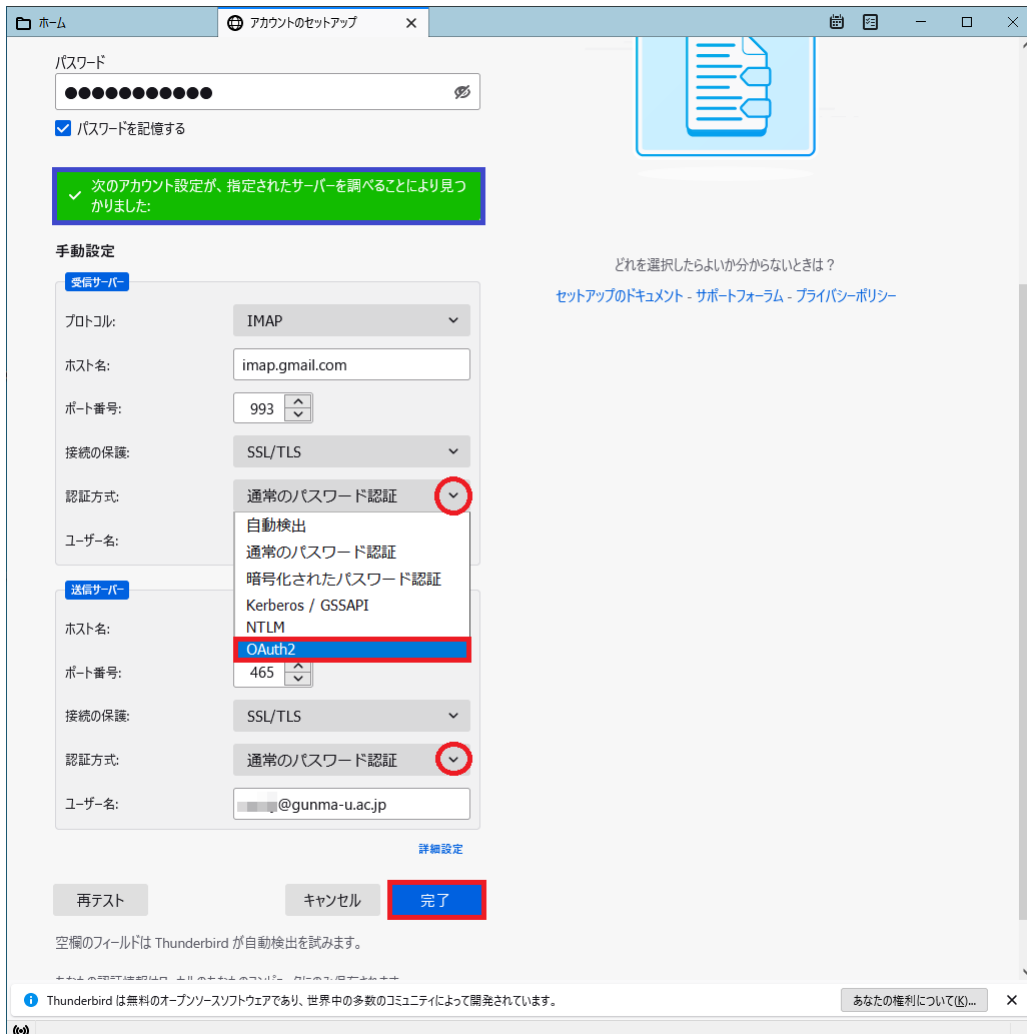 ホーム
アカウントのセットアップ
パスワード
パスワードを記憶する
次のアカウント設定が、指定されたサーバーを調べることにより見つ
かりました:
手動設定
受信サーバー
プロトコル:
IMAP
ホスト名:
imap.gmail.com
ポート番号:
993
接続の保護:
SSL/TLS
認証方式:
通常のパスワード認証
自動検出
通常のパスワード認証
暗号化されたパスワード認証
Kerberos / GSSAPI
NTLM
OAuth2
ユーザー名:
送信サーバー
ホスト名:
ポート番号:
465
接続の保護:
SSL/TLS
認証方式:
通常のパスワード認証
ユーザー名:
@gunma-u.ac.jp
詳細設定
再テスト
キャンセル
完了
空欄のフィールドは Thunderbird が自動検出を試みます。
どれを選択したらよいか分からないときは？
セットアップのドキュメント - サポートフォーラム - プライバシーポリシー
Thunderbird は無料のオープンソースソフトウェアであり、世界中の多数のコミュニティによって開発されています。
あなたの権利について(K)...